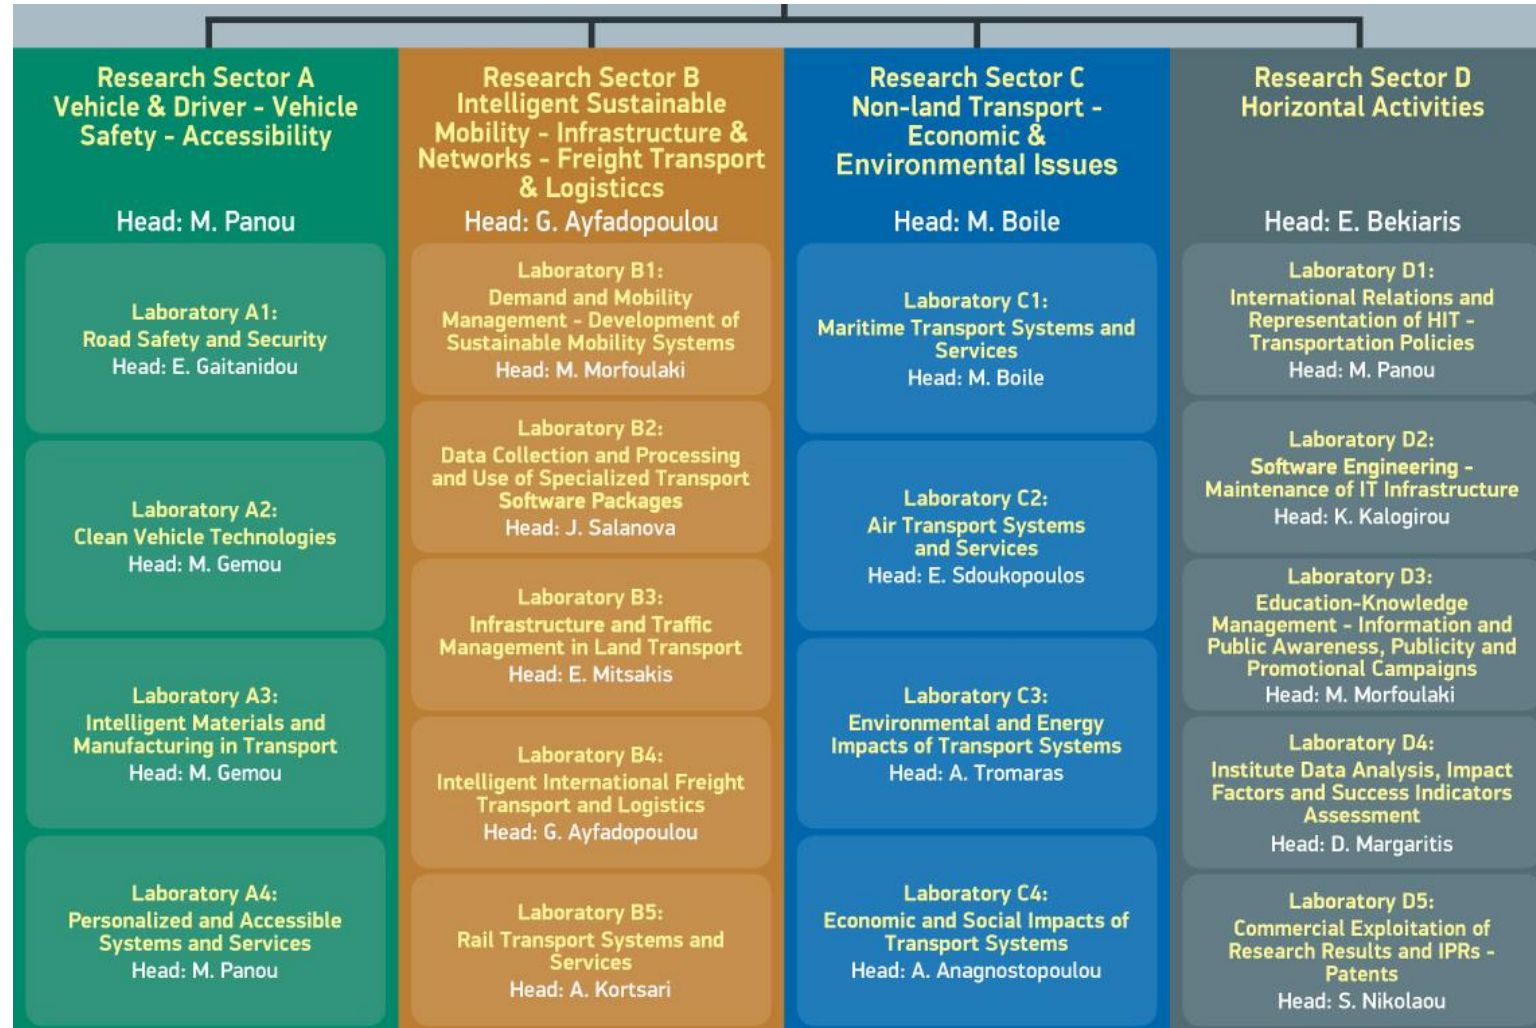 Research Sector A
Vehicle & Driver - Vehicle
Safety - Accessibility
Head: M. Panou
Laboratory A1:
Road Safety and Security
Head: E. Gaitanidou
Laboratory A2:
Clean Vehicle Technologies
Head: M. Gemou
Laboratory A3:
Intelligent Materials and
Manufacturing in Transport
Head: M. Gemou
Laboratory A4:
Personalized and Accessible
Systems and Services
Head: M. Panou
Research Sector B
Intelligent Sustainable
Mobility - Infrastructure &
Networks - Freight Transport
& Logisticcs
Head: G. Ayfadopoulou
Laboratory B1:
Demand and Mobility
Management - Development of
Sustainable Mobility Systems
Head: M. Morfoulaki
Laboratory B2:
Data Collection and Processing
and Use of Specialized Transport
Software Packages
Head: J. Salanova
Laboratory B3:
Infrastructure and Traffic
Management in Land Transport
Head: E. Mitsakis
Laboratory B4:
Intelligent International Freight
Transport and Logistics
Head: G. Ayfadopoulou
Laboratory B5:
Rail Transport Systems and
Services
Head: A. Kortsari
Research Sector C
Non-land Transport -
Economic &
Environmental Issues
Head: M. Boile
Laboratory C1:
Maritime Transport Systems and
Services
Head: M. Boile
Laboratory C2:
Air Transport Systems
and Services
Head: E. Sdoukopoulos
Laboratory C3:
Environmental and Energy
Impacts of Transport Systems
Head: A. Tromaras
Laboratory C4:
Economic and Social Impacts of
Transport Systems
Head: A. Anagnostopoulou
Research Sector D
Horizontal Activities
Head: E. Bekiaris
Laboratory D1:
International Relations and
Representation of HIT -
Transportation Policies
Head: M. Panou
Laboratory D2:
Software Engineering -
Maintenance of IT Infrastructure
Head: K. Kalogirou
Laboratory D3:
Education-Knowledge
Management - Information and
Public Awareness, Publicity and
Promotional Campaigns
Head: M. Morfoulaki
Laboratory D4:
Institute Data Analysis, Impact
Factors and Success Indicators
Assessment
Head: D. Margaritis
Laboratory D5:
Commercial Exploitation of
Research Results and IPRs -
Patents
Head: S. Nikolaou